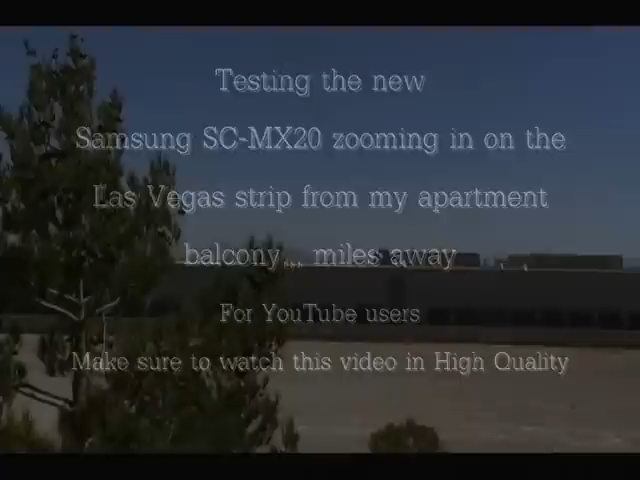 Testing the new
Samsung SC-MX20 zooming in on the
Las Vegas strip from my apartment
balcony... miles away
For YouTube users
Make sure to watch this video in High Quality